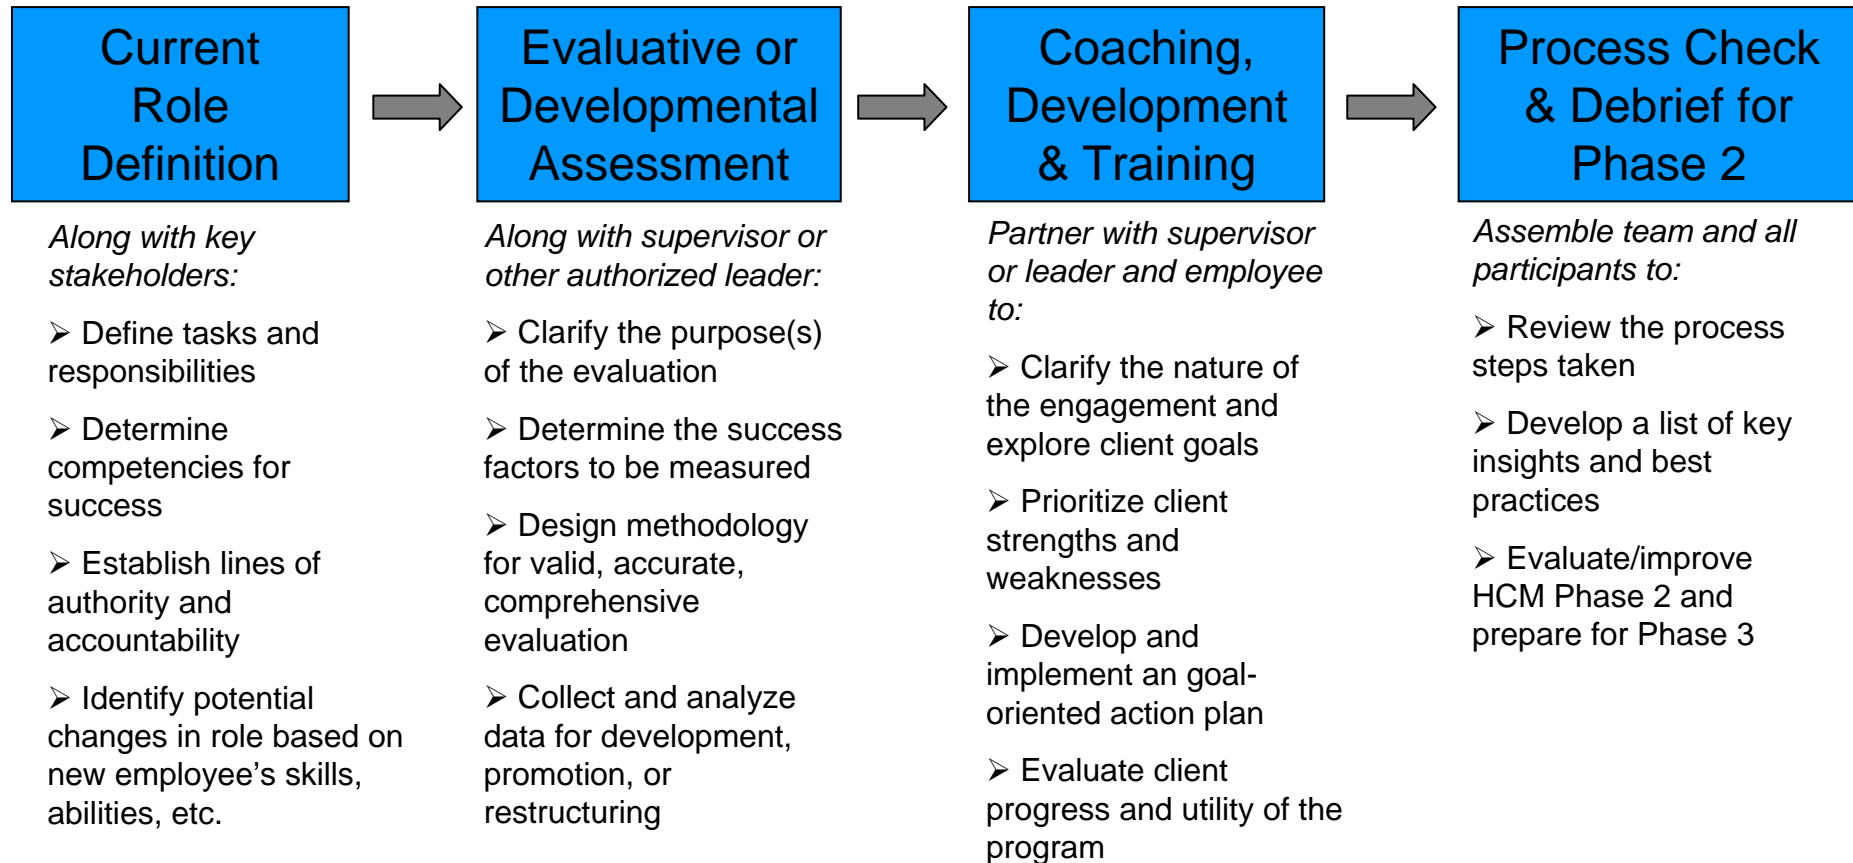 Current
Role
Definition
Along with key
stakeholders:
➢ Define tasks and
responsibilities
➢ Determine
competencies for
success
➢ Establish lines of
authority and
accountability
➢ Identify potential
changes in role based on
new employee’s skills,
abilities, etc.
Evaluative or
Developmental
Assessment
Along with supervisor or
other authorized leader:
➢ Clarify the purpose(s)
of the evaluation
➢ Determine the success
factors to be measured
➢ Design methodology
for valid, accurate,
comprehensive
evaluation
➢ Collect and analyze
data for development,
promotion, or
restructuring
Coaching,
Development
& Training
Partner with supervisor
or leader and employee
to:
➢ Clarify the nature of
the engagement and
explore client goals
➢ Prioritize client
strengths and
weaknesses
➢ Develop and
implement an goal-
oriented action plan
➢ Evaluate client
progress and utility of the
program
Process Check
& Debrief for
Phase 2
Assemble team and all
participants to:
➢ Review the process
steps taken
➢ Develop a list of key
insights and best
practices
➢ Evaluate/improve
HCM Phase 2 and
prepare for Phase 3